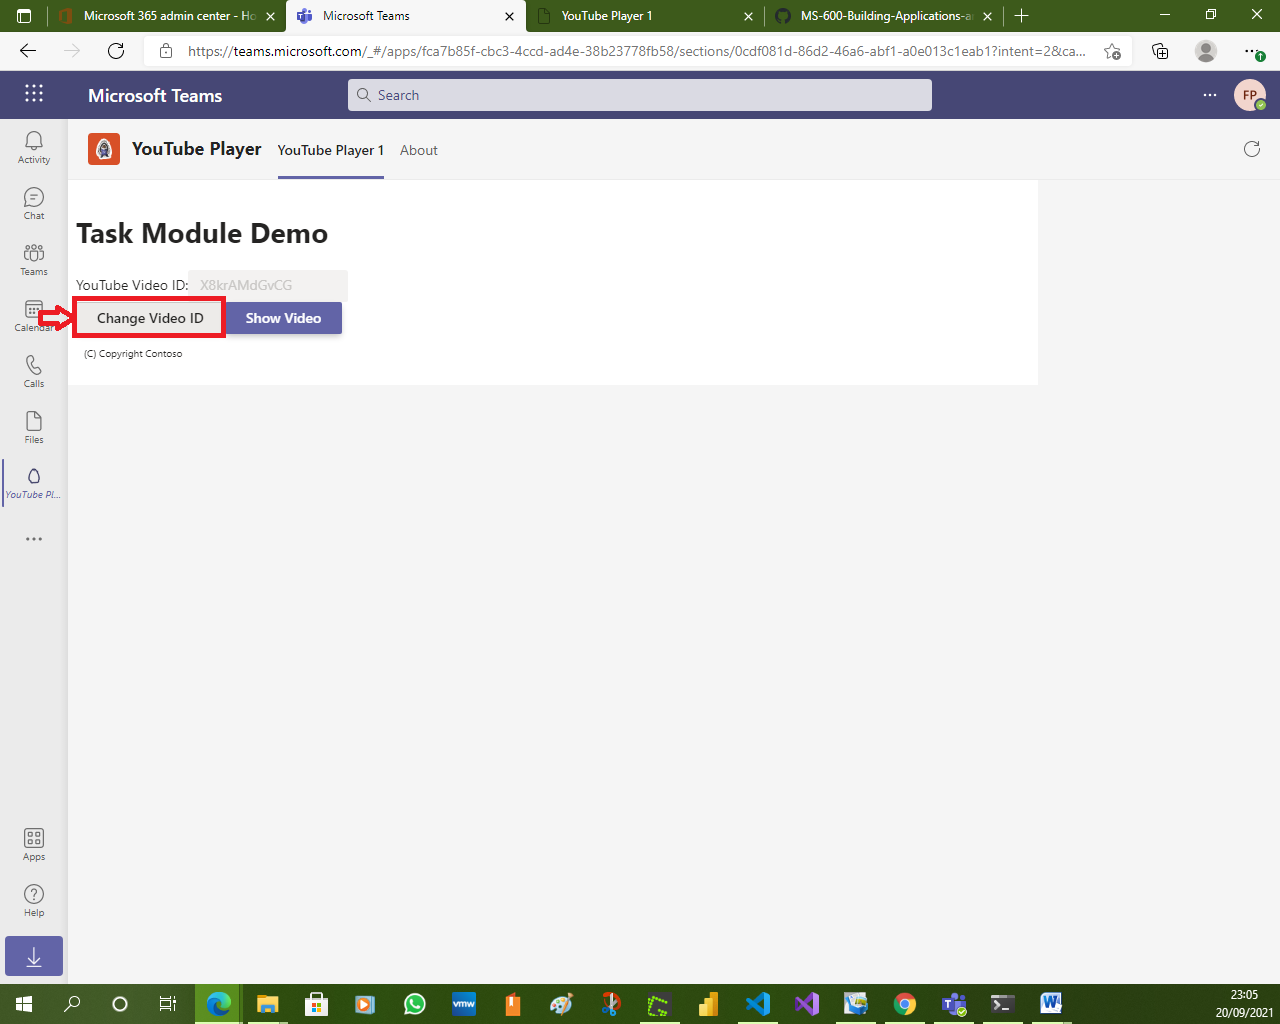 Microsoft 365 admin center - Ho
Microsoft Teams
YouTube Player 1
MS-600-Building-Applications-a
https://teams.microsoft.com/_#/apps/fca7b85f-cbc3-4ccd-ad4e-38b23778fb58/sections/0cdf081d-86d2-46a6-abf1-a0e013c1eab1?intent=2&ca...
Microsoft Teams
Search
FP
YouTube Player
YouTube Player 1
About
Activity
Chat
Teams
Calendar
Calls
Files
YouTube Pl...
Task Module Demo
YouTube Video ID:
X8krAMdGvCG
Change Video ID
Show Video
(C) Copyright Contoso
Apps
Help
vmw
23:05
20/09/2021